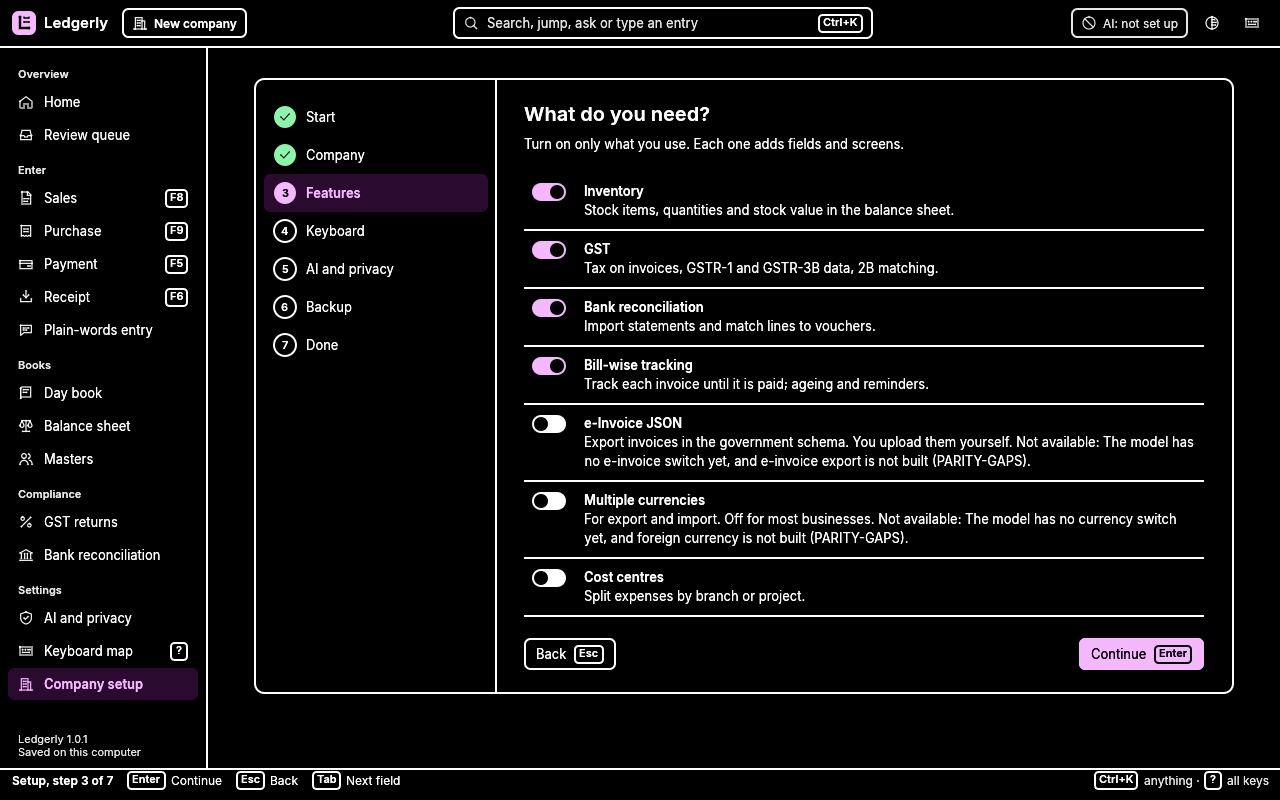 Ledgerly
New company
Search, jump, ask or type an entry
Ctrl+K
AI: not set up
Overview
Home
Review queue
Enter
Sales F8
Purchase F9
Payment F5
Receipt F6
Plain-words entry
Books
Day book
Balance sheet
Masters
Compliance
GST returns
Bank reconciliation
Settings
AI and privacy
Keyboard map ?
Company setup
Ledgerly 1.0.1
Saved on this computer
Start
Company
3 Features
4 Keyboard
5 AI and privacy
6 Backup
7 Done
What do you need?
Turn on only what you use. Each one adds fields and screens.
Inventory
Stock items, quantities and stock value in the balance sheet.
GST
Tax on invoices, GSTR-1 and GSTR-3B data, 2B matching.
Bank reconciliation
Import statements and match lines to vouchers.
Bill-wise tracking
Track each invoice until it is paid; ageing and reminders.
e-Invoice JSON
Export invoices in the government schema. You upload them yourself. Not available: The model has
no e-invoice switch yet, and e-invoice export is not built (PARITY-GAPS).
Multiple currencies
For export and import. Off for most businesses. Not available: The model has no currency switch
yet, and foreign currency is not built (PARITY-GAPS).
Cost centres
Split expenses by branch or project.
Back Esc
Continue Enter
Setup, step 3 of 7 Enter Continue Esc Back Tab Next field
Ctrl+K anything · ? all keys